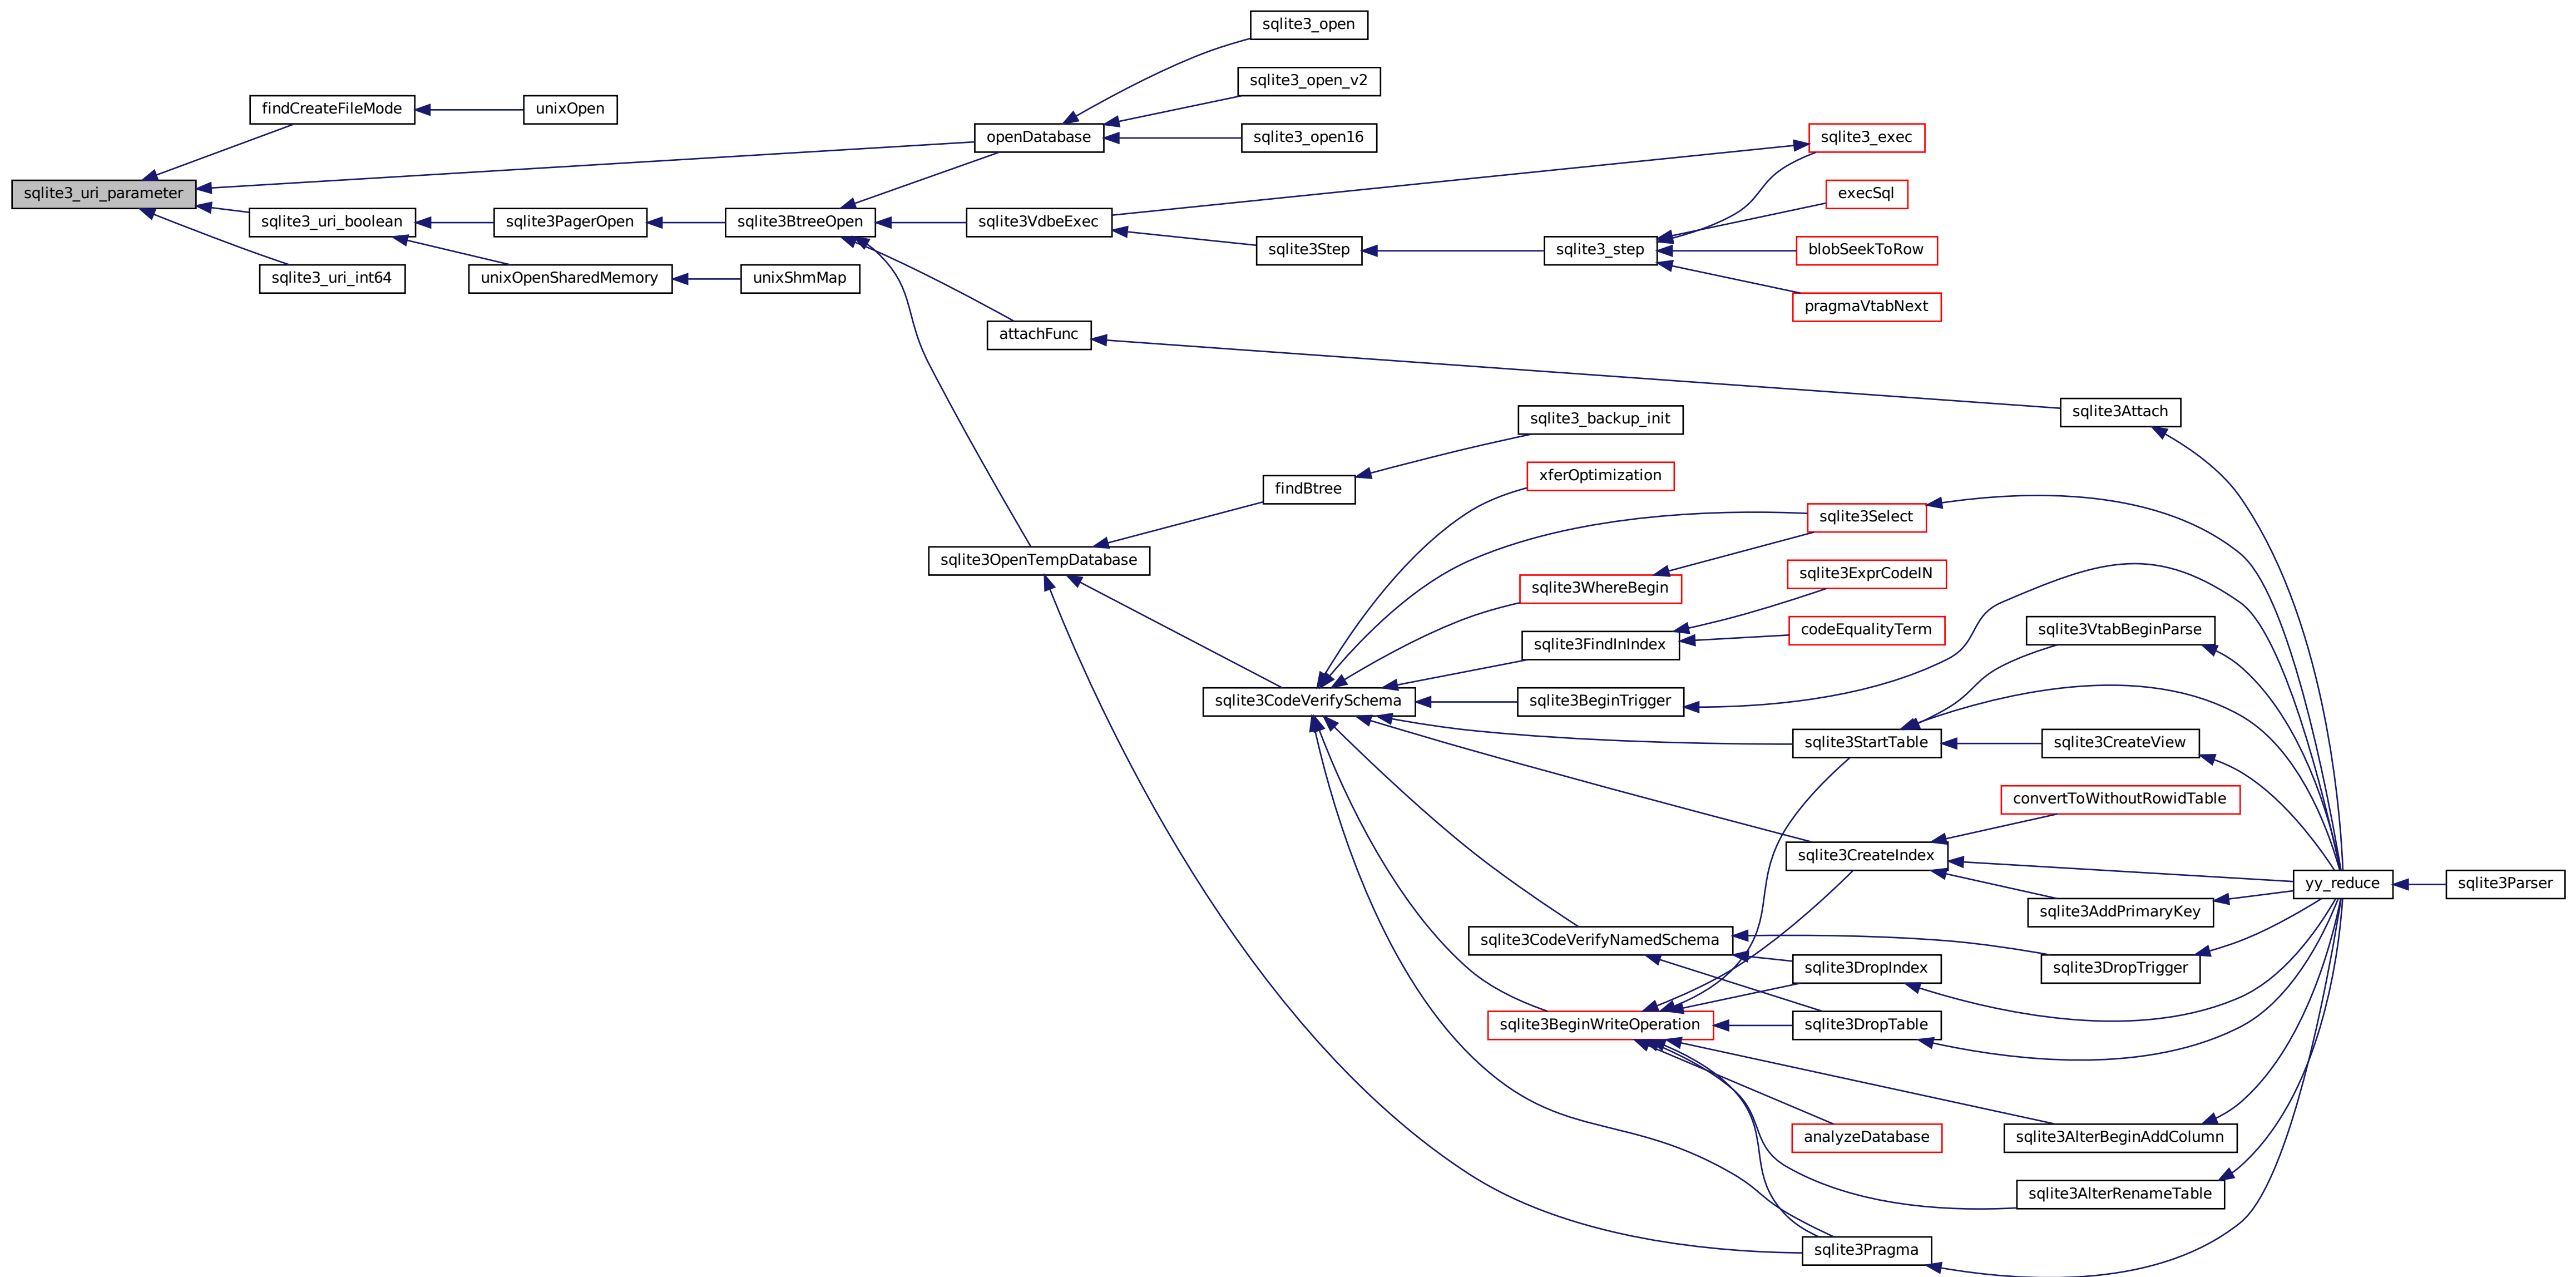 sqlite3_open
sqlite3_open_v2
findCreateFileMode
unixOpen
openDatabase
sqlite3_open16
sqlite3_exec
sqlite3_uri_parameter
execSql
sqlite3_uri_boolean
sqlite3PagerOpen
sqlite3BtreeOpen
sqlite3VdbeExec
sqlite3Step
sqlite3_step
blobSeekToRow
sqlite3_uri_int64
unixOpenSharedMemory
unixShmMap
pragmaVtabNext
attachFunc
sqlite3Attach
sqlite3_backup_init
xferOptimization
findBtree
sqlite3Select
sqlite3OpenTempDatabase
sqlite3ExprCodeIN
sqlite3WhereBegin
codeEqualityTerm
sqlite3VtabBeginParse
sqlite3FindInIndex
sqlite3CodeVerifySchema
sqlite3BeginTrigger
sqlite3StartTable
sqlite3CreateView
convertToWithoutRowidTable
sqlite3CreateIndex
yy_reduce
sqlite3Parser
sqlite3AddPrimaryKey
sqlite3CodeVerifyNamedSchema
sqlite3DropIndex
sqlite3DropTrigger
sqlite3BeginWriteOperation
sqlite3DropTable
analyzeDatabase
sqlite3AlterBeginAddColumn
sqlite3AlterRenameTable
sqlite3Pragma